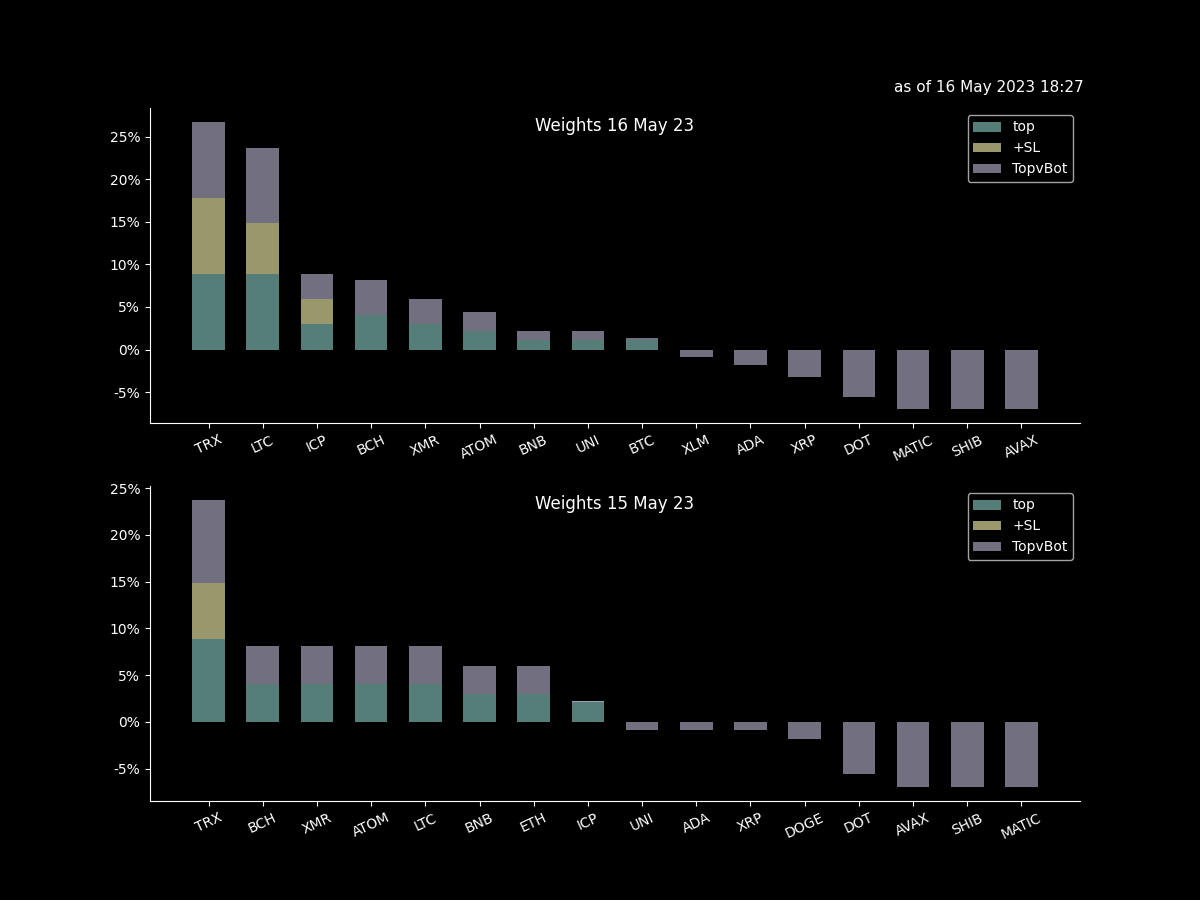 as of 16 May 2023 18:27
Weights 16 May 23
top
+SL
TopvBot
25%
20%
15%
10%
5%
0%
-5%
TRX LTC ICP BCH XMR ATOM BNB UNI BTC XLM ADA XRP DOT MATIC SHIB AVAX
Weights 15 May 23
top
+SL
TopvBot
25%
20%
15%
10%
5%
0%
-5%
TRX BCH XMR ATOM LTC BNB ETH ICP UNI ADA XRP DOGE DOT AVAX SHIB MATIC